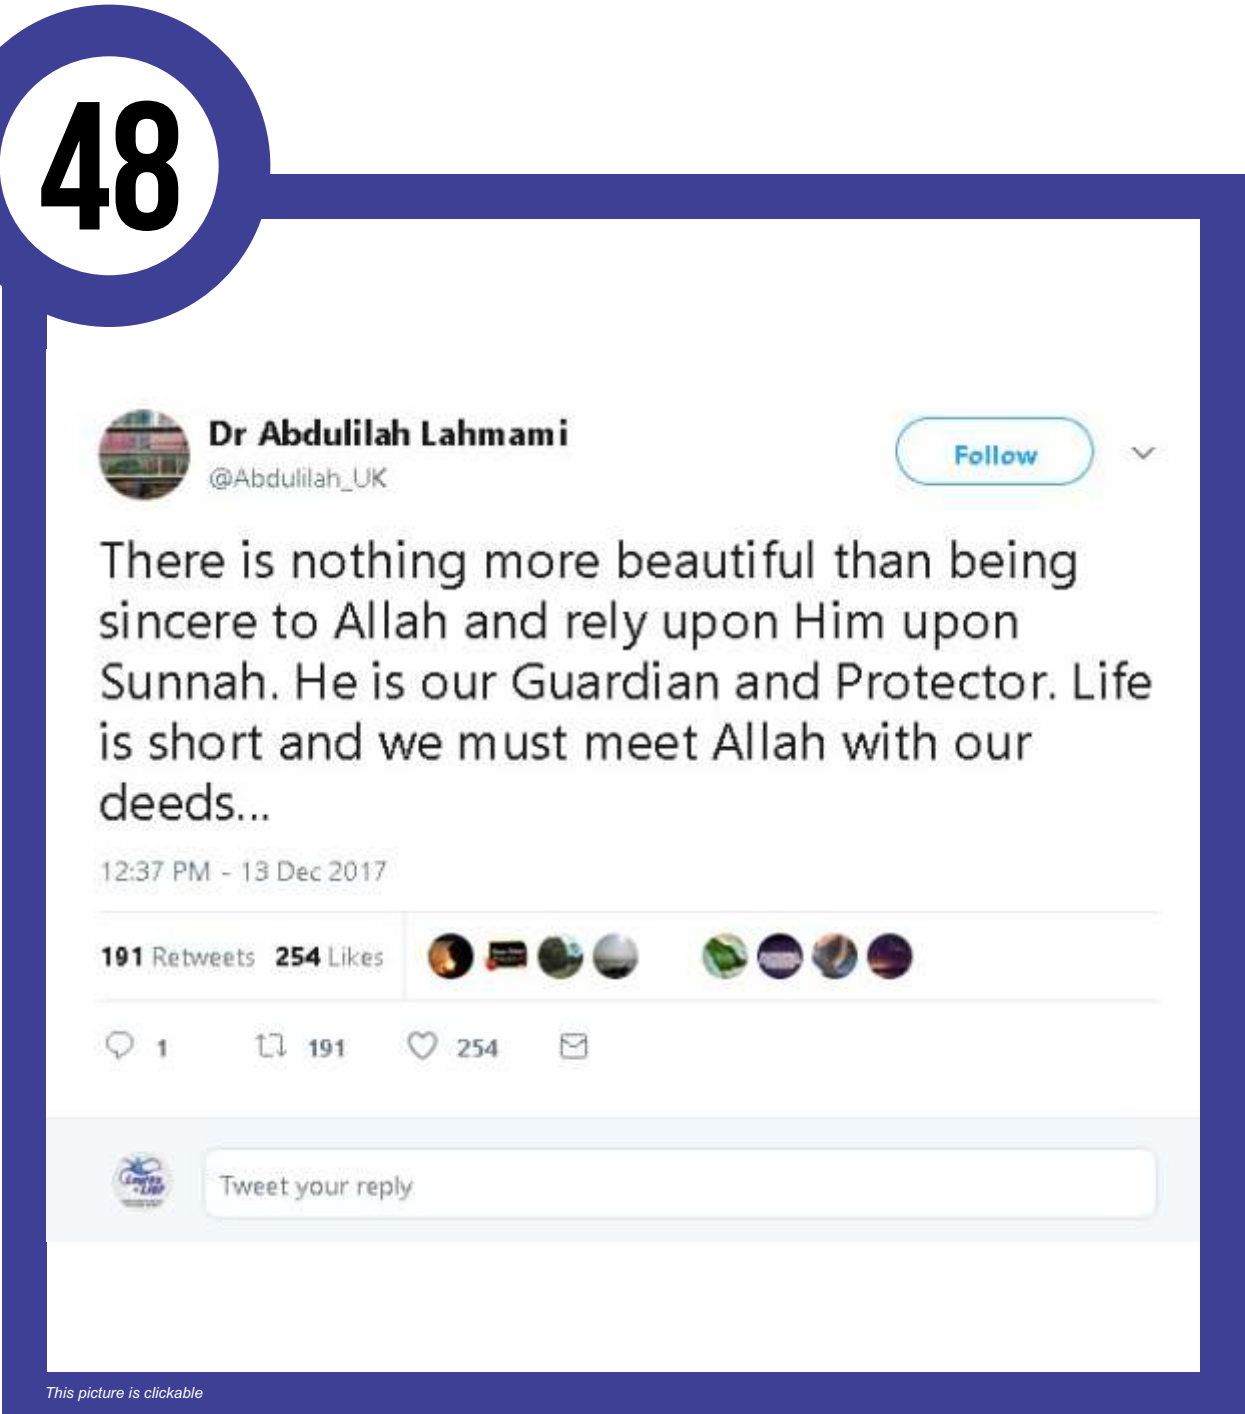 48
Dr Abdulilah Lahmami
@Abdulilah_UK
Follow
There is nothing more beautiful than being
sincere to Allah and rely upon Him upon
Sunnah. He is our Guardian and Protector. Life
is short and we must meet Allah with our
deeds...
12:37 PM - 13 Dec 2017
191 Retweets 254 Likes
1 191 254
Tweet your reply
This picture is clickable